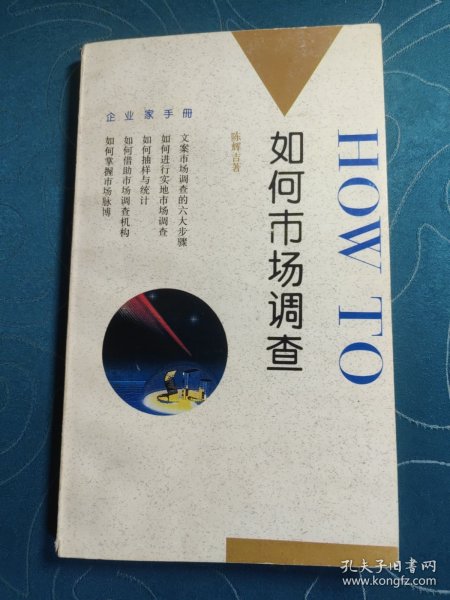 HOW TO
如何市场调查
陈辉吉著
企业家手册
文案市场调查的六大步骤
如何进行实地市场调查
如何抽样与统计
如何借助市场调查机构
如何掌握市场脉博
孔夫子旧书网
www.kongfz.com